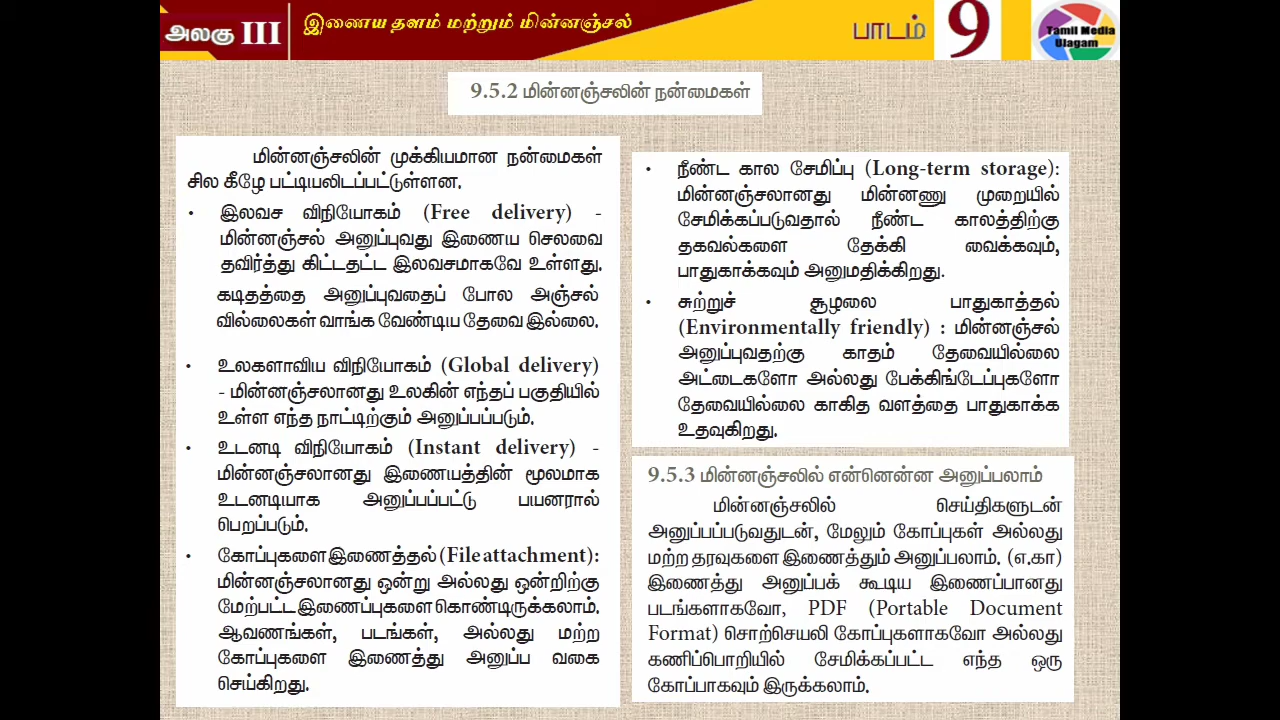 அலகு III
இணைய தளம் மற்றும் மின்னஞ்சல்
பாடம் 9
Tamil Media
Ulagam
9.5.2 மின்னஞ்சலின் நன்மைகள்
மின்னஞ்சலின் முக்கியமான நன்மைகள்
சில கீழே பட்டியலிடப்பட்டுள்ளன.
• இலவச விநியோகம் (Free delivery) -
மின்னஞ்சல் அனுப்புவது இணைய செலவை
தவிர்த்து கிட்டதட்ட இலவசமாகவே உள்ளது.
கடிதத்தை அனுப்புவதைப் போல அஞ்சல்
வில்லைகள் வாங்க வேண்டிய தேவை இல்லை.
• உலகளாவிய விநியோகம் (Global delivery)
- மின்னஞ்சலானது உலகின் எந்தப் பகுதியில்
உள்ள எந்த நாட்டிற்கும் அனுப்பப்படும்.
• உடனடி விநியோகம் (Instant delivery) -
மின்னஞ்சலானது இணையத்தின் மூலமாக
உடனடியாக அனுப்பப்பட்டு பயனரால்
பெறப்படும்.
• கோப்புகளை இணைத்தல் (File attachment)
மின்னஞ்சலானது ஒன்று அல்லது ஒன்றிற்கு
மேற்பட்ட இணைப்புகளை கொண்டிருக்கலாம்.
ஆவணங்கள், படங்கள், அல்லது மற்ற
கோப்புகளை இணைத்து அனுப்ப வகை
செய்கிறது.
• நீண்ட கால சேமிப்பு (Long-term storage):
மின்னஞ்சலானது மின்னணு முறையில்
சேமிக்கப்படுவதால் நீண்ட காலத்திற்கு
தகவல்களை தேக்கி வைக்கவும்,
பாதுகாக்கவும் அனுமதிக்கிறது.
• சுற்றுச் சூழலை பாதுகாத்தல்
(Environmentally friendly) : மின்னஞ்சல்
அனுப்புவதற்கு காகிதம் தேவையில்லை
அட்டைகளோ அல்லது பேக்கிங்டேப்புகளோ
தேவையில்லை காகித வளத்தை பாதுகாக்க
உதவுகிறது.
9.5.3 மின்னஞ்சலில் என்னென்ன அனுப்பலாம்
மின்னஞ்சலில் செய்திகளுடன்
அனுப்பப்படுவதுடன், மேலும் கோப்புகள் அல்லது
மற்ற தரவுகளை இணைத்தும் அனுப்பலாம். (எ.கா)
இணைத்து அனுப்பக் கூடிய இணைப்பானது
படங்களாகவோ, PDF (Portable Document
Format) சொற்செயலி கோப்புகளாகவோ அல்லது
கணிப்பொறியில் சேமிக்கப்பட்ட எந்த ஒரு
கோப்பாகவும் இருக்கலாம்